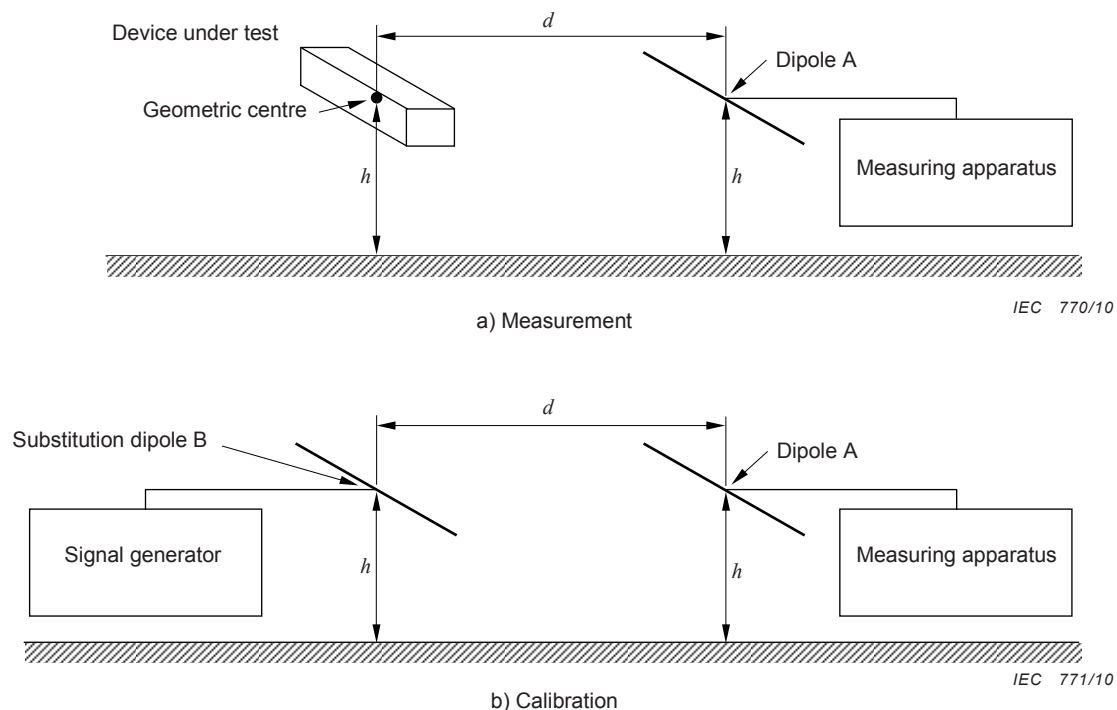 d
Device under test
Dipole A
Geometric centre
Measuring apparatus
h
h
IEC 770/10
a) Measurement
d
Substitution dipole B
Dipole A
Signal generator
h
h
Measuring apparatus
IEC 771/10
b) Calibration